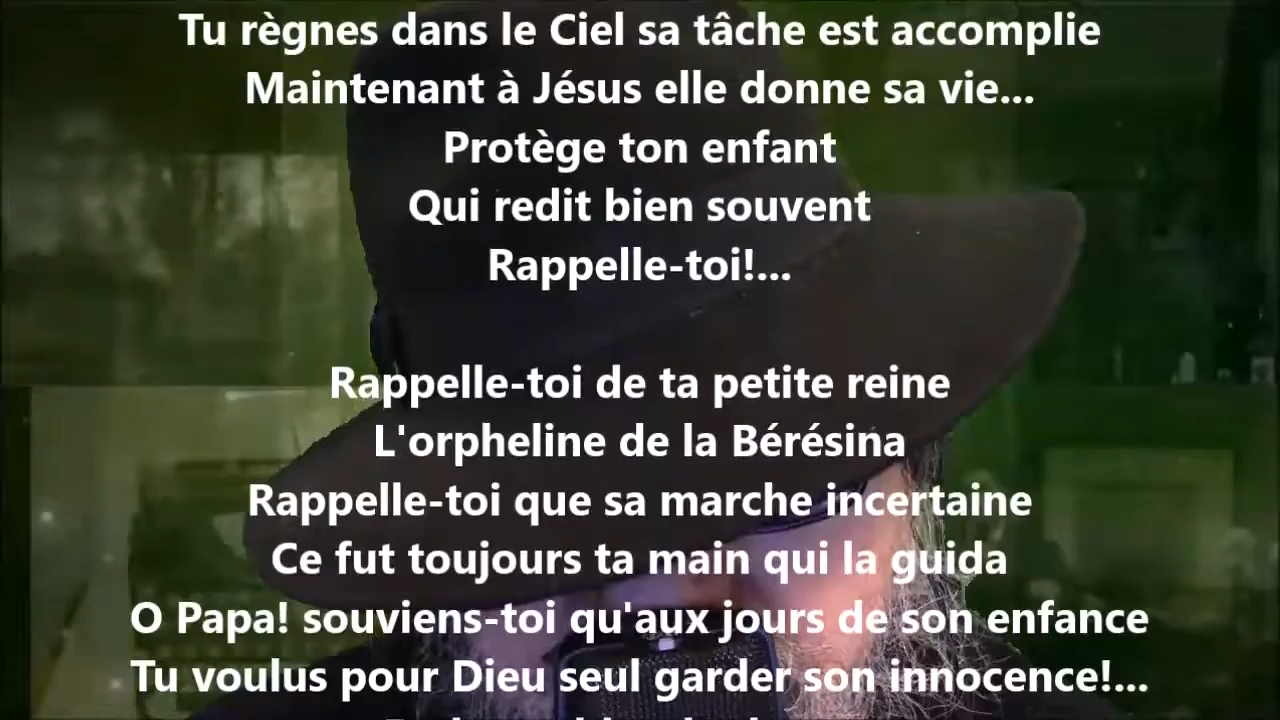 Tu règnes dans le Ciel sa tâche est accomplie
Maintenant à Jésus elle donne sa vie...
Protège ton enfant
Qui redit bien souvent
Rappelle-toi!...
Rappelle-toi de ta petite reine
L'orpheline de la Bérésina
Rappelle-toi que sa marche incertaine
Ce fut toujours ta main qui la guida
O Papa! souviens-toi qu'aux jours de son enfance
Tu voulus pour Dieu seul garder son innocence!...